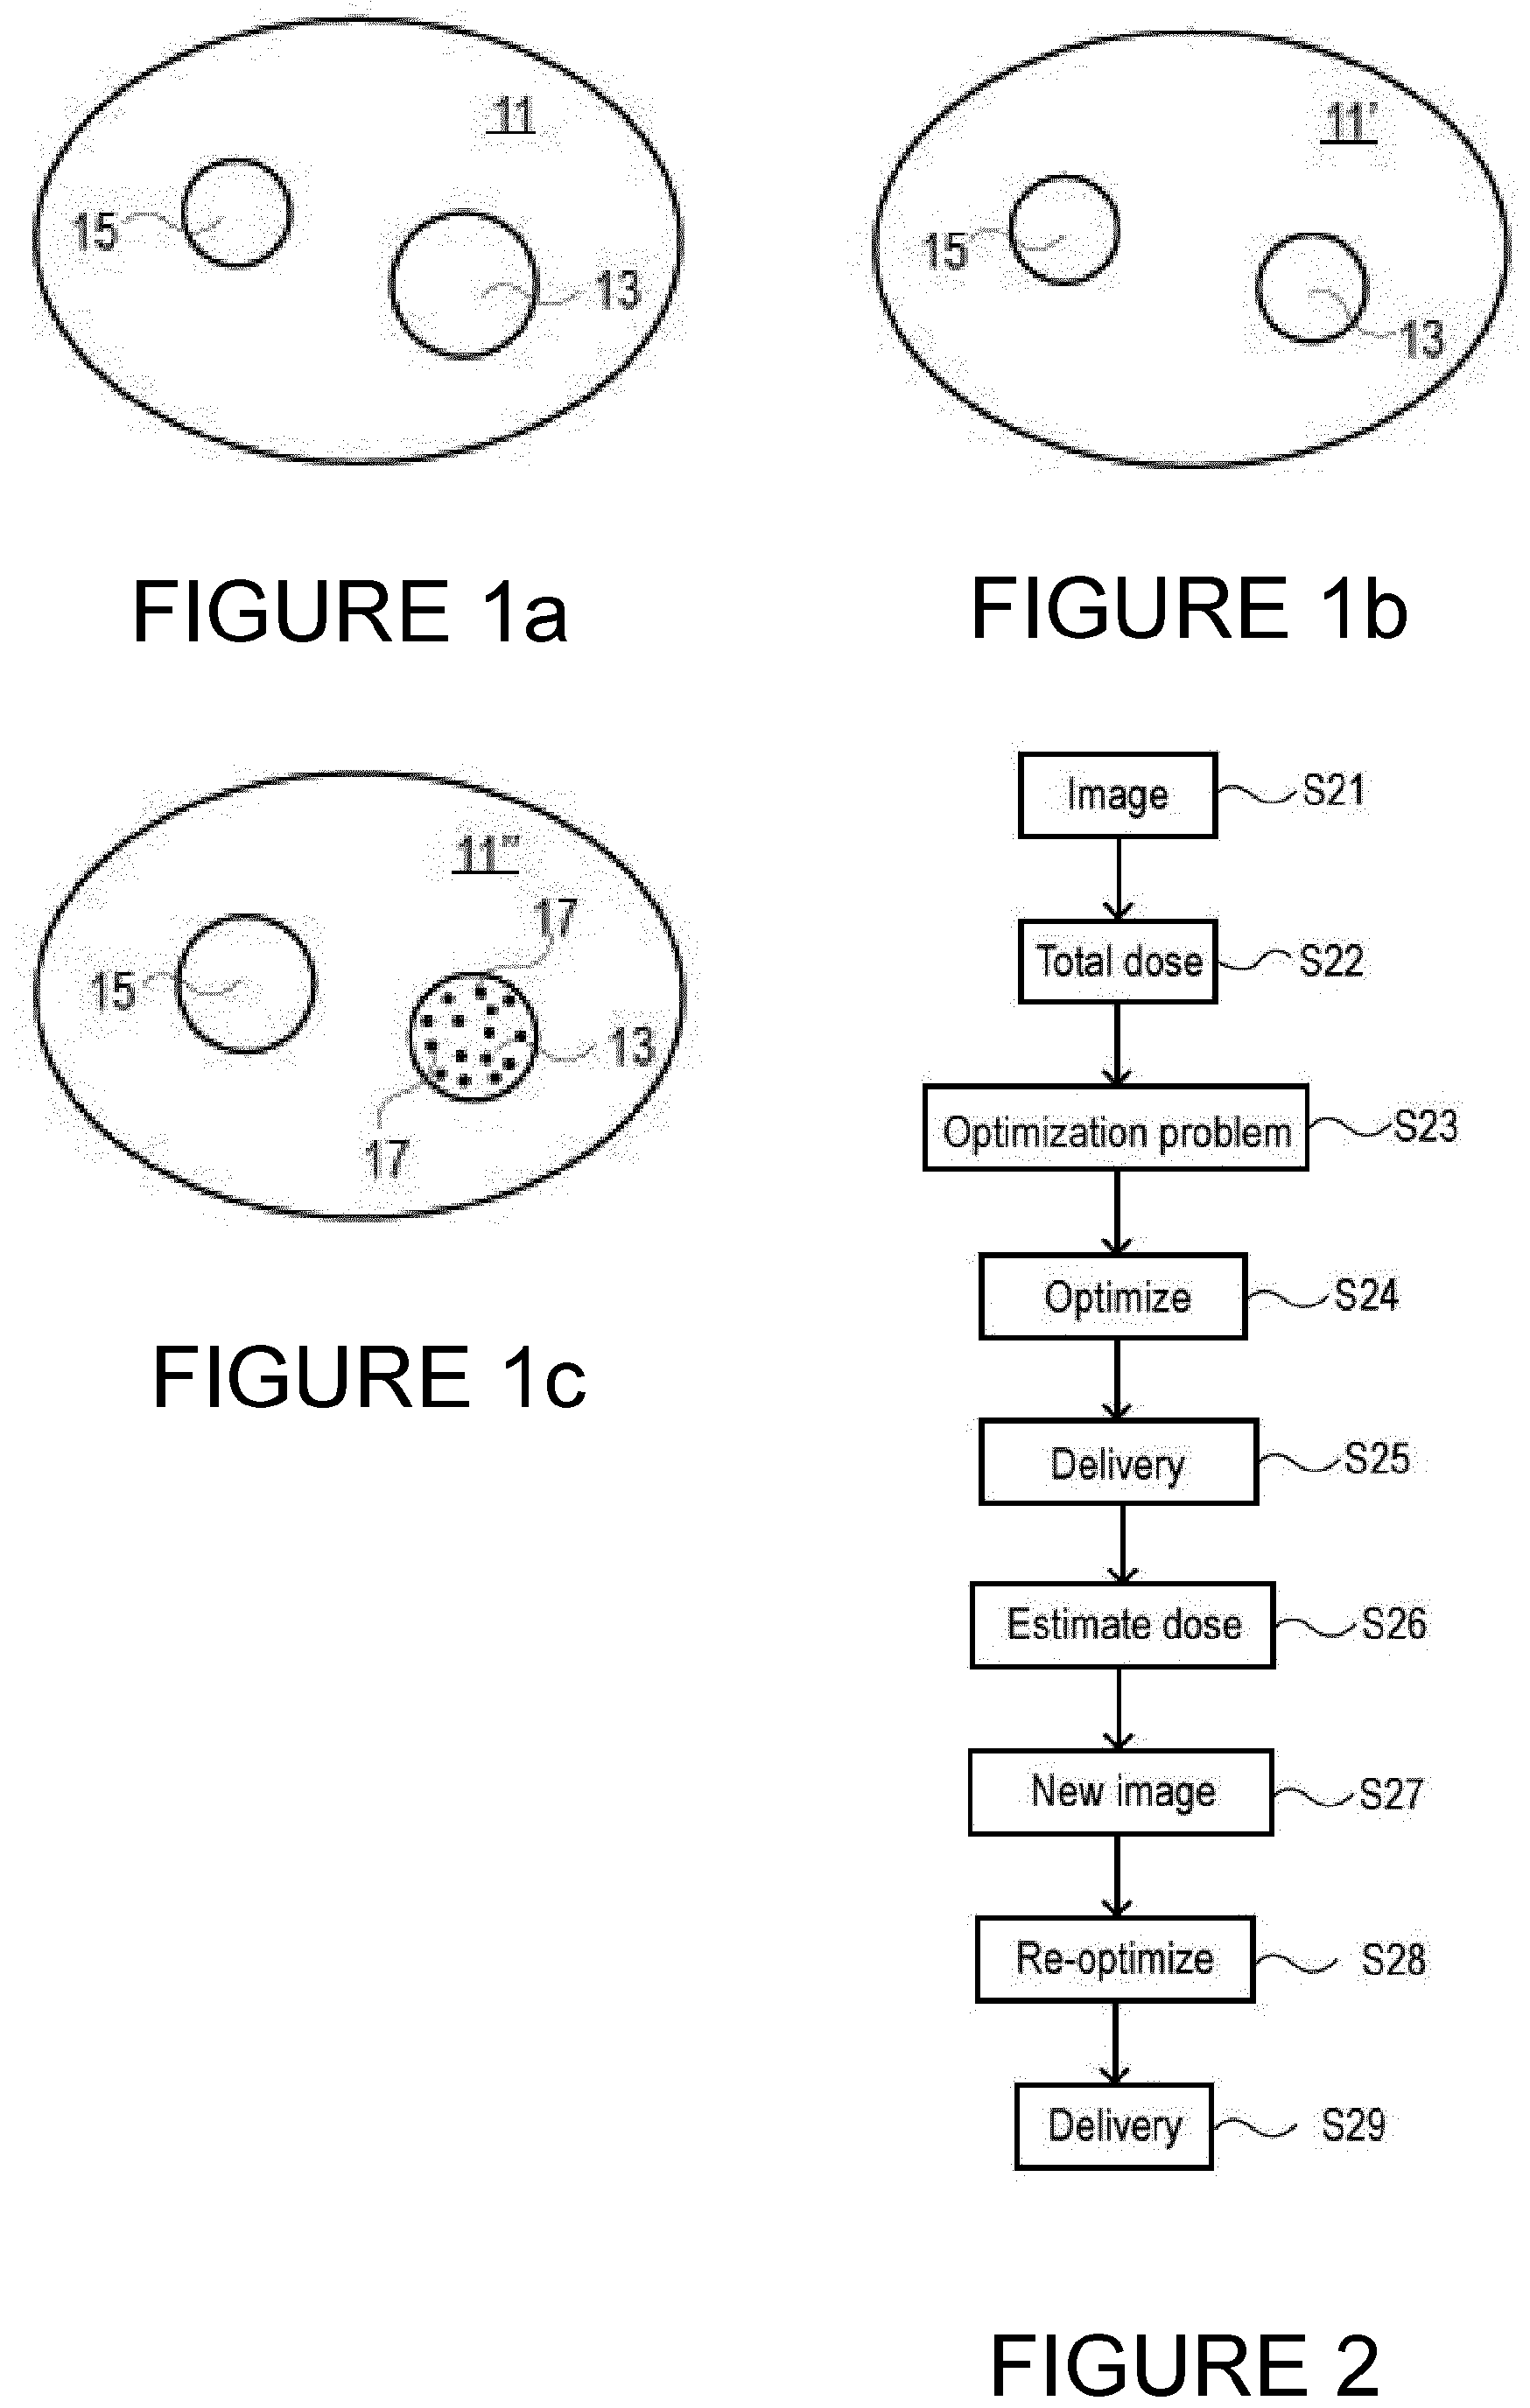 11
15
13
FIGURE 1a
11'
15
13
FIGURE 1b
11"
17
15
13
17
FIGURE 1c
Image S21
Total dose S22
Optimization problem S23
Optimize S24
Delivery S25
Estimate dose S26
New image S27
Re-optimize S28
Delivery S29
FIGURE 2